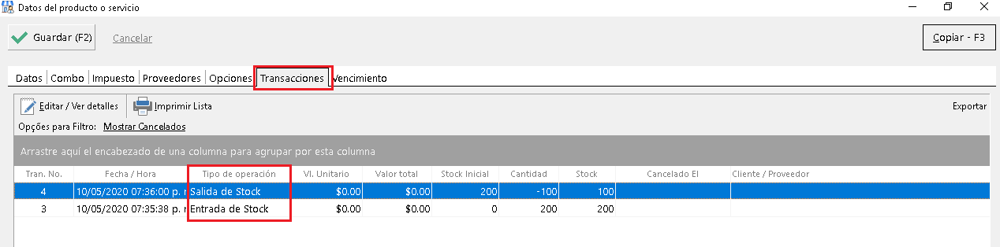 Datos del producto o servicio
Guardar (F2) Cancelar Copiar - F3
Datos Combo Impuesto Proveedores Opciones Transacciones Vencimiento
Editar / Ver detalles Imprimir Lista Exportar
Opções para Filtro: Mostrar Cancelados
Arrastre aquí el encabezado de una columna para agrupar por esta columna
Tran. No. Fecha / Hora Tipo de operación Vl. Unitario Valor total Stock Inicial Cantidad Stock Cancelado El Cliente / Proveedor
4 10/05/2020 07:36:00 p. r Salida de Stock $0.00 $0.00 200 -100 100
3 10/05/2020 07:35:38 p. r Entrada de Stock $0.00 $0.00 0 200 200